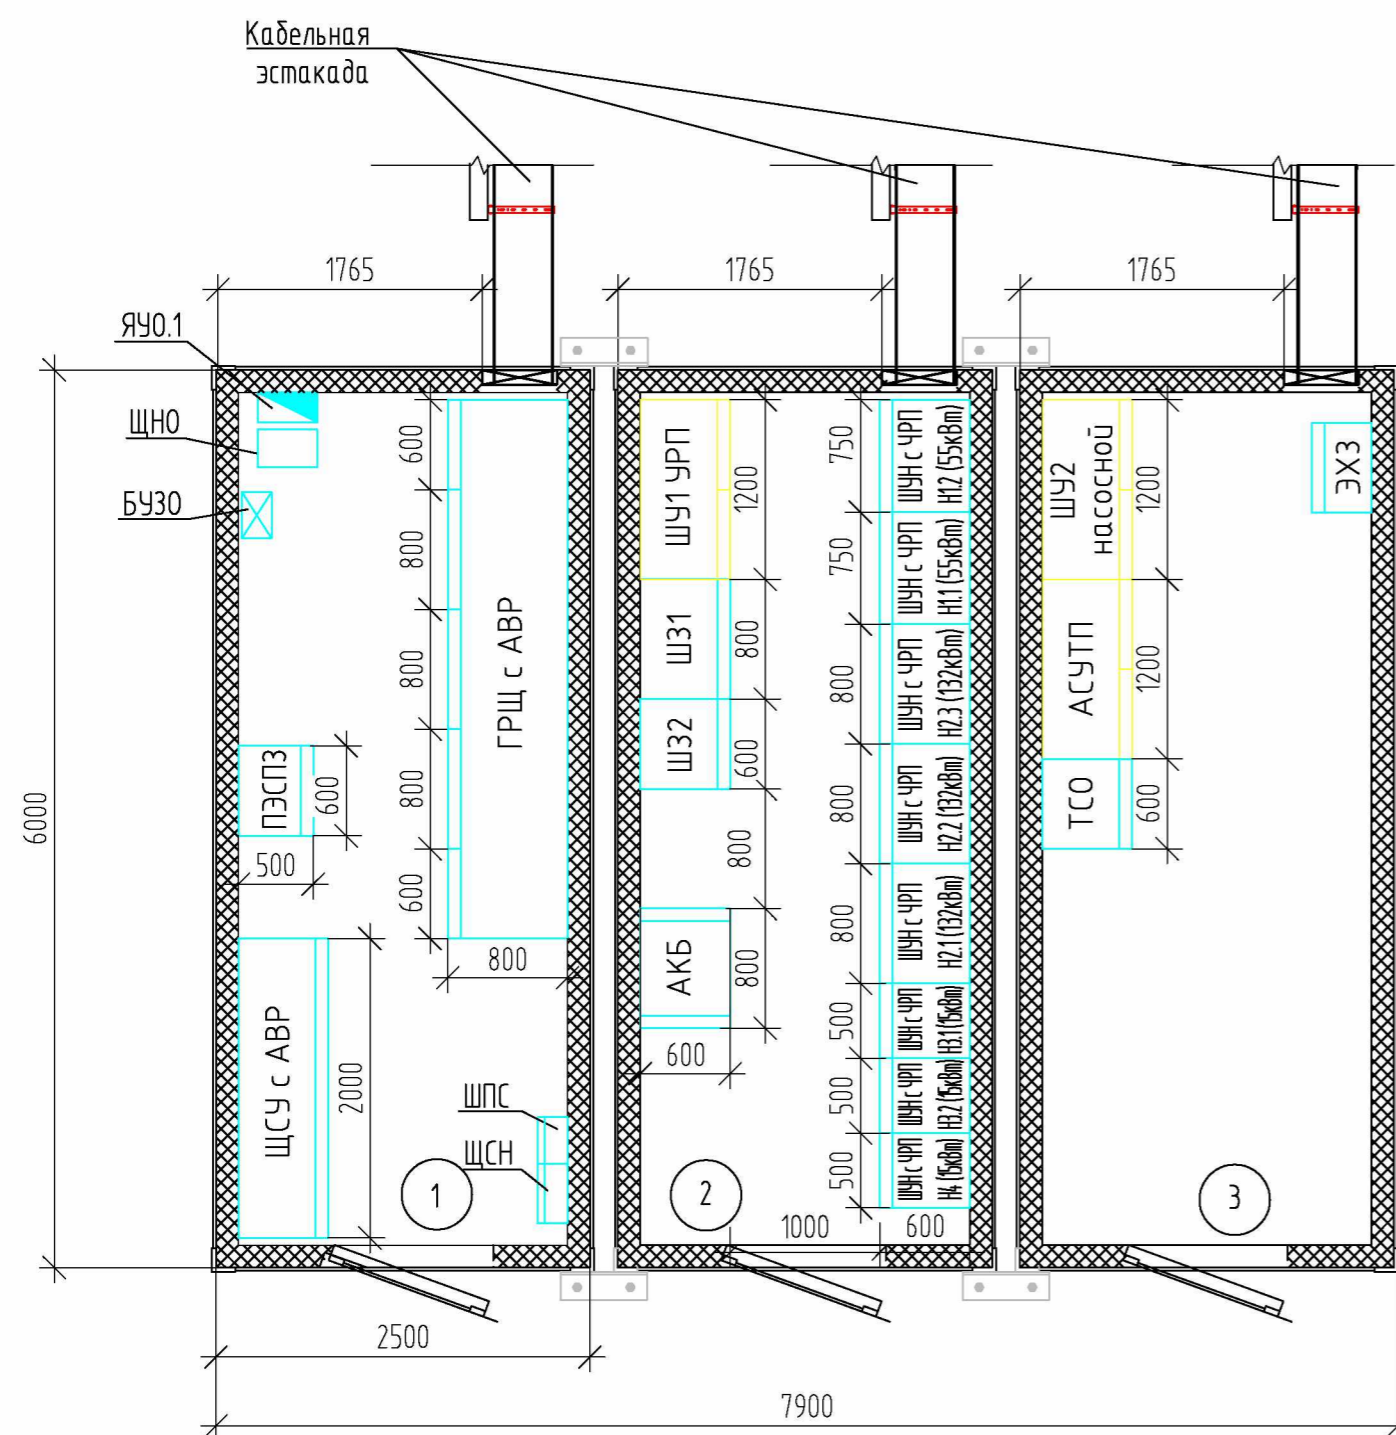 Кабельная
эстакада
1765
1765
1765
ЯУО.1
ЩНО
БУЗО
6000
600
800
800
800
600
ГРЩ с АВР
800
ПЭСПЗ
600
500
ЩСУ с АВР
2000
ШПС
ЩСН
1
2500
7900
ШУ1 УРП
1200
ШЗ1
800
ШЗ2
600
800
АКБ
800
600
2
1000
600
750
750
800
800
800
500
500
500
ШУН с ЧРП
Н1.2 (55кВт)
ШУН с ЧРП
Н1.1 (55кВт)
ШУН с ЧРП
Н2.3 (132кВт)
ШУН с ЧРП
Н2.2 (132кВт)
ШУН с ЧРП
Н2.1 (132кВт)
ШУН с ЧРП
Н3.1 (15кВт)
ШУН с ЧРП
Н3.2 (15кВт)
ШУН с ЧРП
Н4 (15кВт)
ШУ2
насосной
1200
АСУТП
1200
ТСО
600
ЭХЗ
3